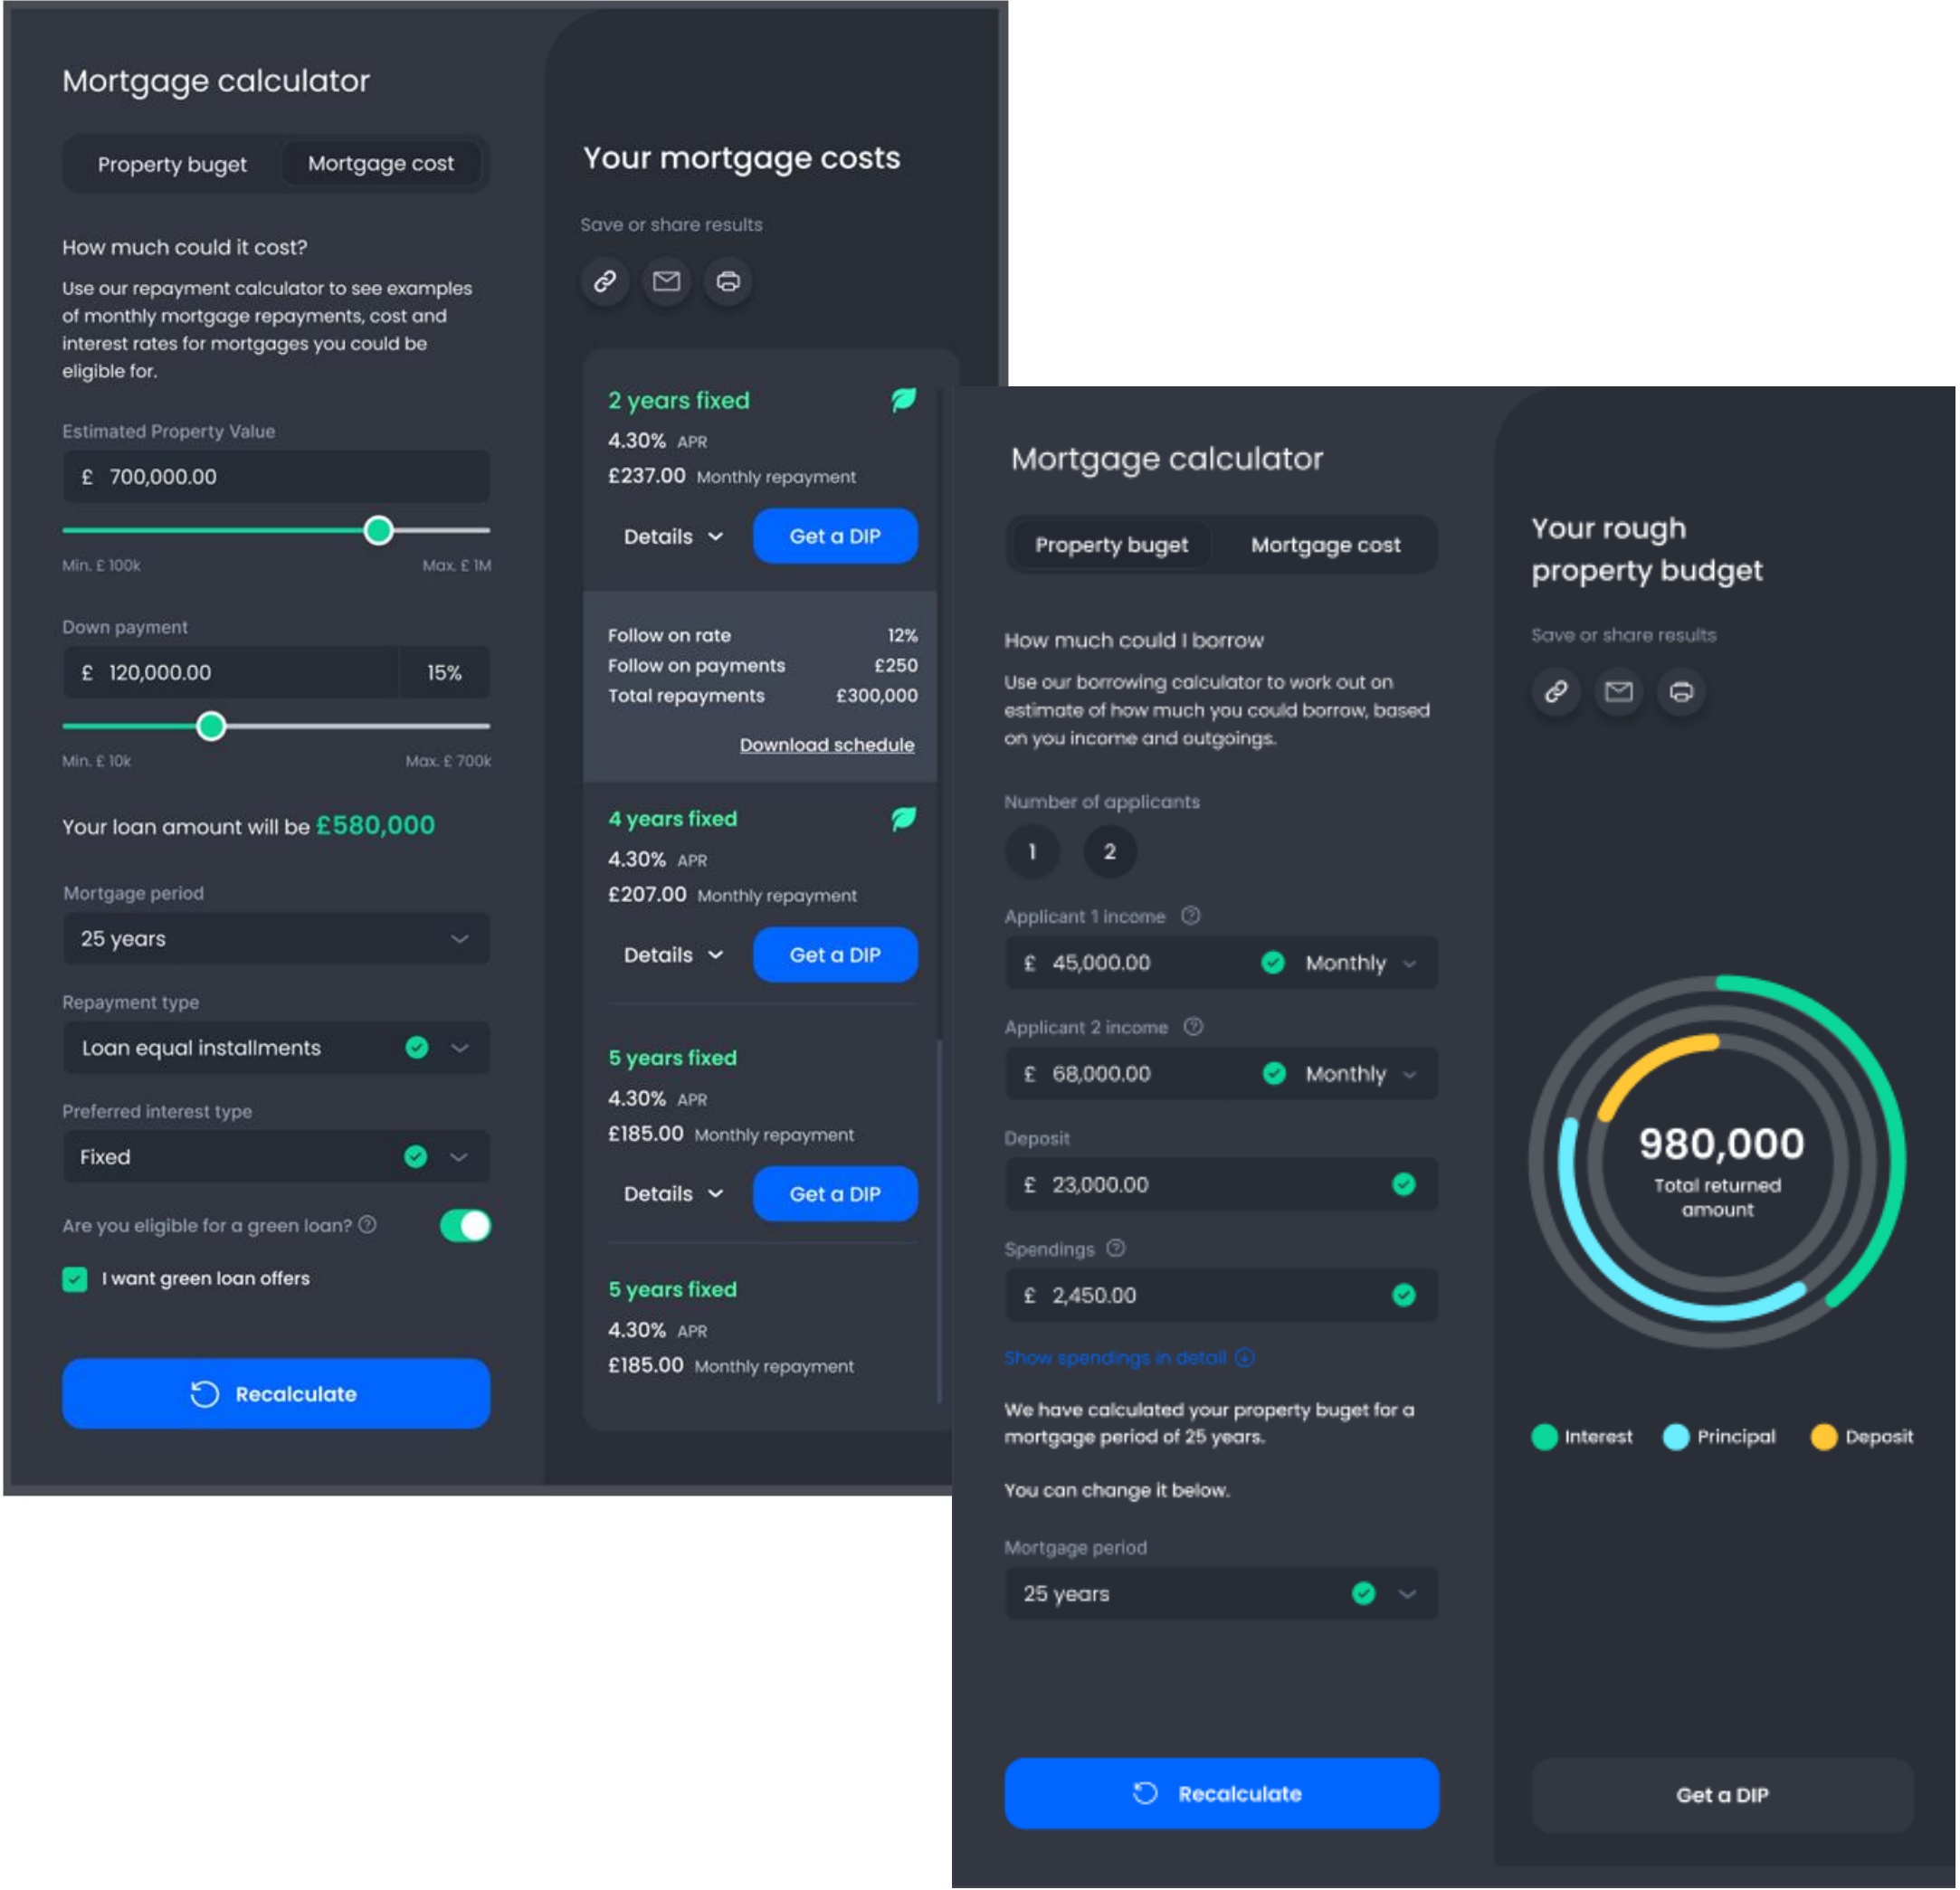 Mortgage calculator
Property buget
Mortgage cost
How much could it cost?
Use our repayment calculator to see examples
of monthly mortgage repayments, cost and
interest rates for mortgages you could be
eligible for.
Estimated Property Value
£ 700,000.00
Min. £ 100k
Max. £ 1M
Down payment
£ 120,000.00
15%
Min. £ 10k
Max. £ 700k
Your loan amount will be £580,000
Mortgage period
25 years
Repayment type
Loan equal installments
Preferred interest type
Fixed
Are you eligible for a green loan?
I want green loan offers
Recalculate
Your mortgage costs
Save or share results
2 years fixed
4.30% APR
£237.00 Monthly repayment
Details
Get a DIP
Follow on rate 12%
Follow on payments £250
Total repayments £300,000
Download schedule
4 years fixed
4.30% APR
£207.00 Monthly repayment
Details
Get a DIP
5 years fixed
4.30% APR
£185.00 Monthly repayment
Details
Get a DIP
5 years fixed
4.30% APR
£185.00 Monthly repayment
Mortgage calculator
Property buget
Mortgage cost
How much could I borrow
Use our borrowing calculator to work out on
estimate of how much you could borrow, based
on you income and outgoings.
Number of applicants
1
2
Applicant 1 income
£ 45,000.00
Monthly
Applicant 2 income
£ 68,000.00
Monthly
Deposit
£ 23,000.00
Spendings
£ 2,450.00
Show spendings in detail
We have calculated your property buget for a
mortgage period of 25 years.
You can change it below.
Mortgage period
25 years
Recalculate
Your rough
property budget
Save or share results
980,000
Total returned
amount
Interest
Principal
Deposit
Get a DIP